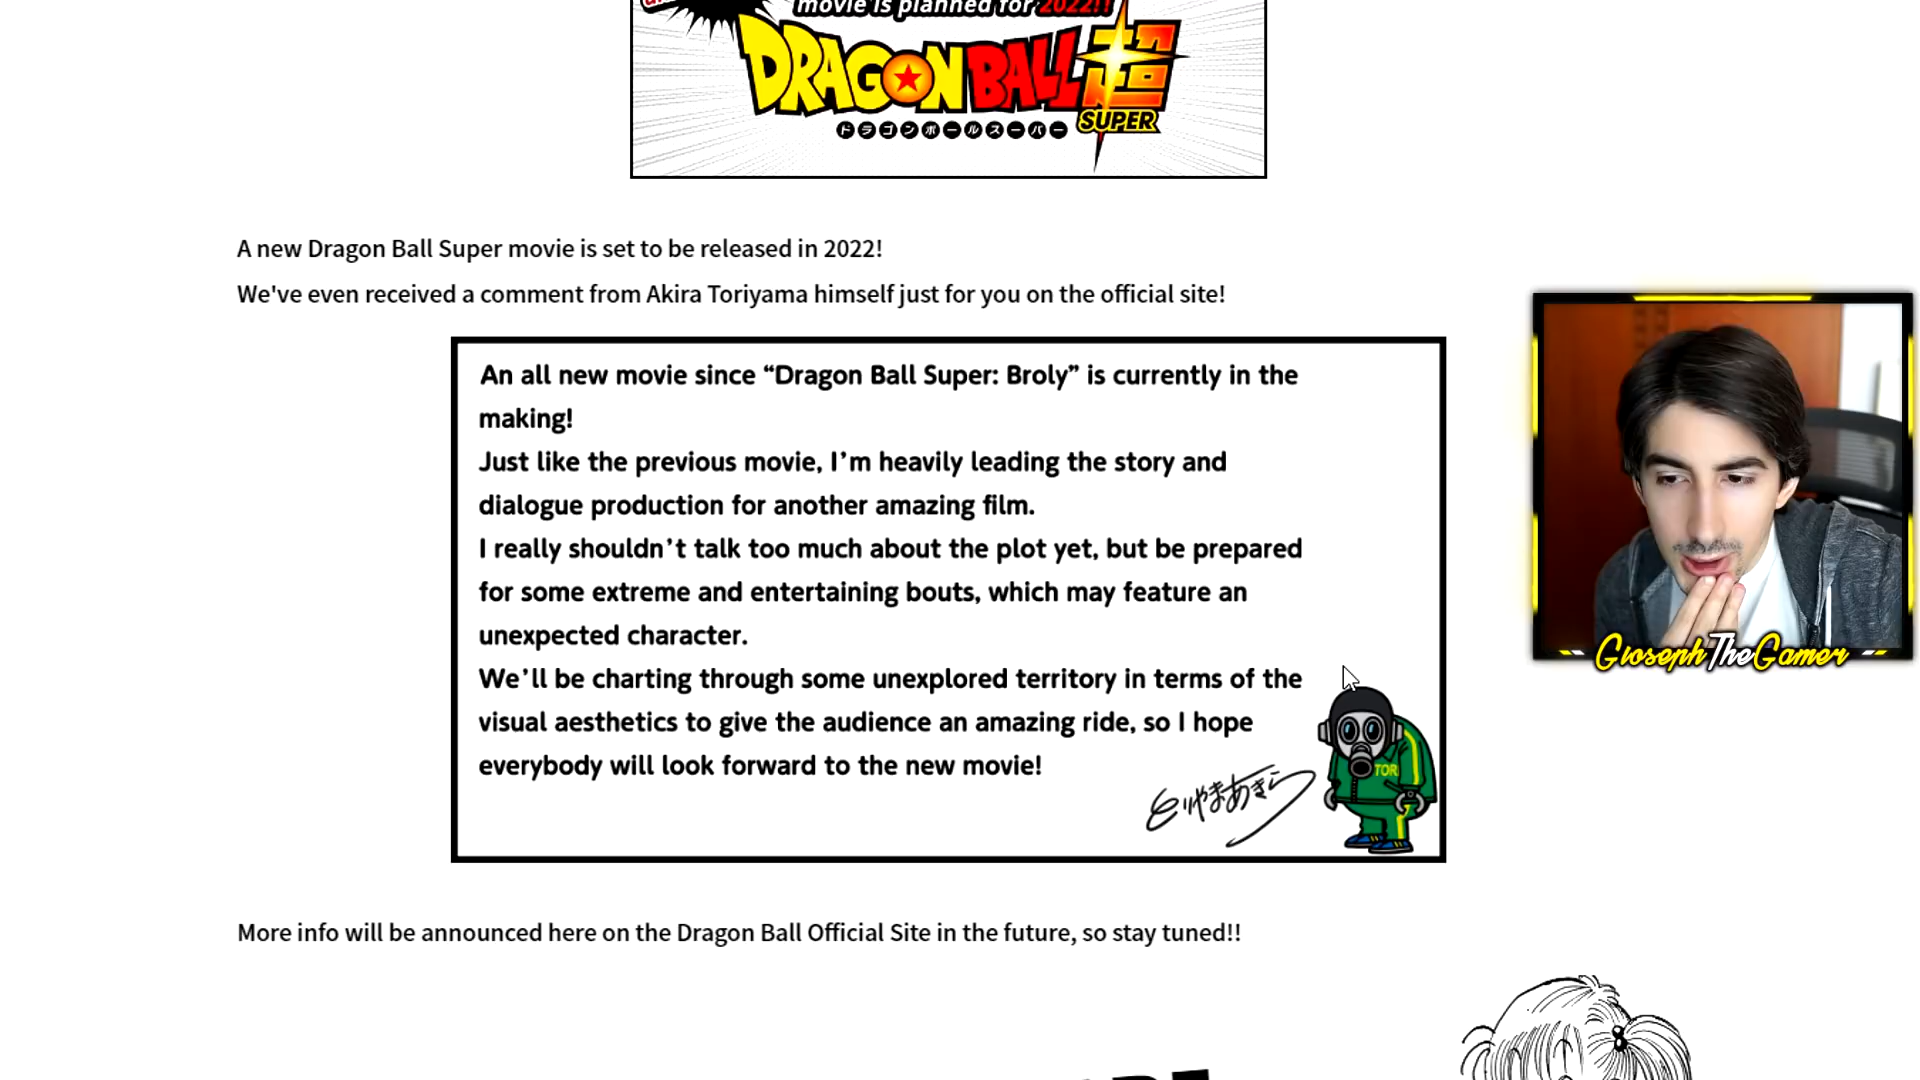 movie is planned for 2022!!
DRAGON BALL 超
SUPER
ドラゴンボールスーパー
A new Dragon Ball Super movie is set to be released in 2022!
We've even received a comment from Akira Toriyama himself just for you on the official site!
An all new movie since “Dragon Ball Super: Broly” is currently in the
making!
Just like the previous movie, I’m heavily leading the story and
dialogue production for another amazing film.
I really shouldn’t talk too much about the plot yet, but be prepared
for some extreme and entertaining bouts, which may feature an
unexpected character.
We’ll be charting through some unexplored territory in terms of the
visual aesthetics to give the audience an amazing ride, so I hope
everybody will look forward to the new movie!
とりやまあきら
TORI
GiosephTheGamer
More info will be announced here on the Dragon Ball Official Site in the future, so stay tuned!!